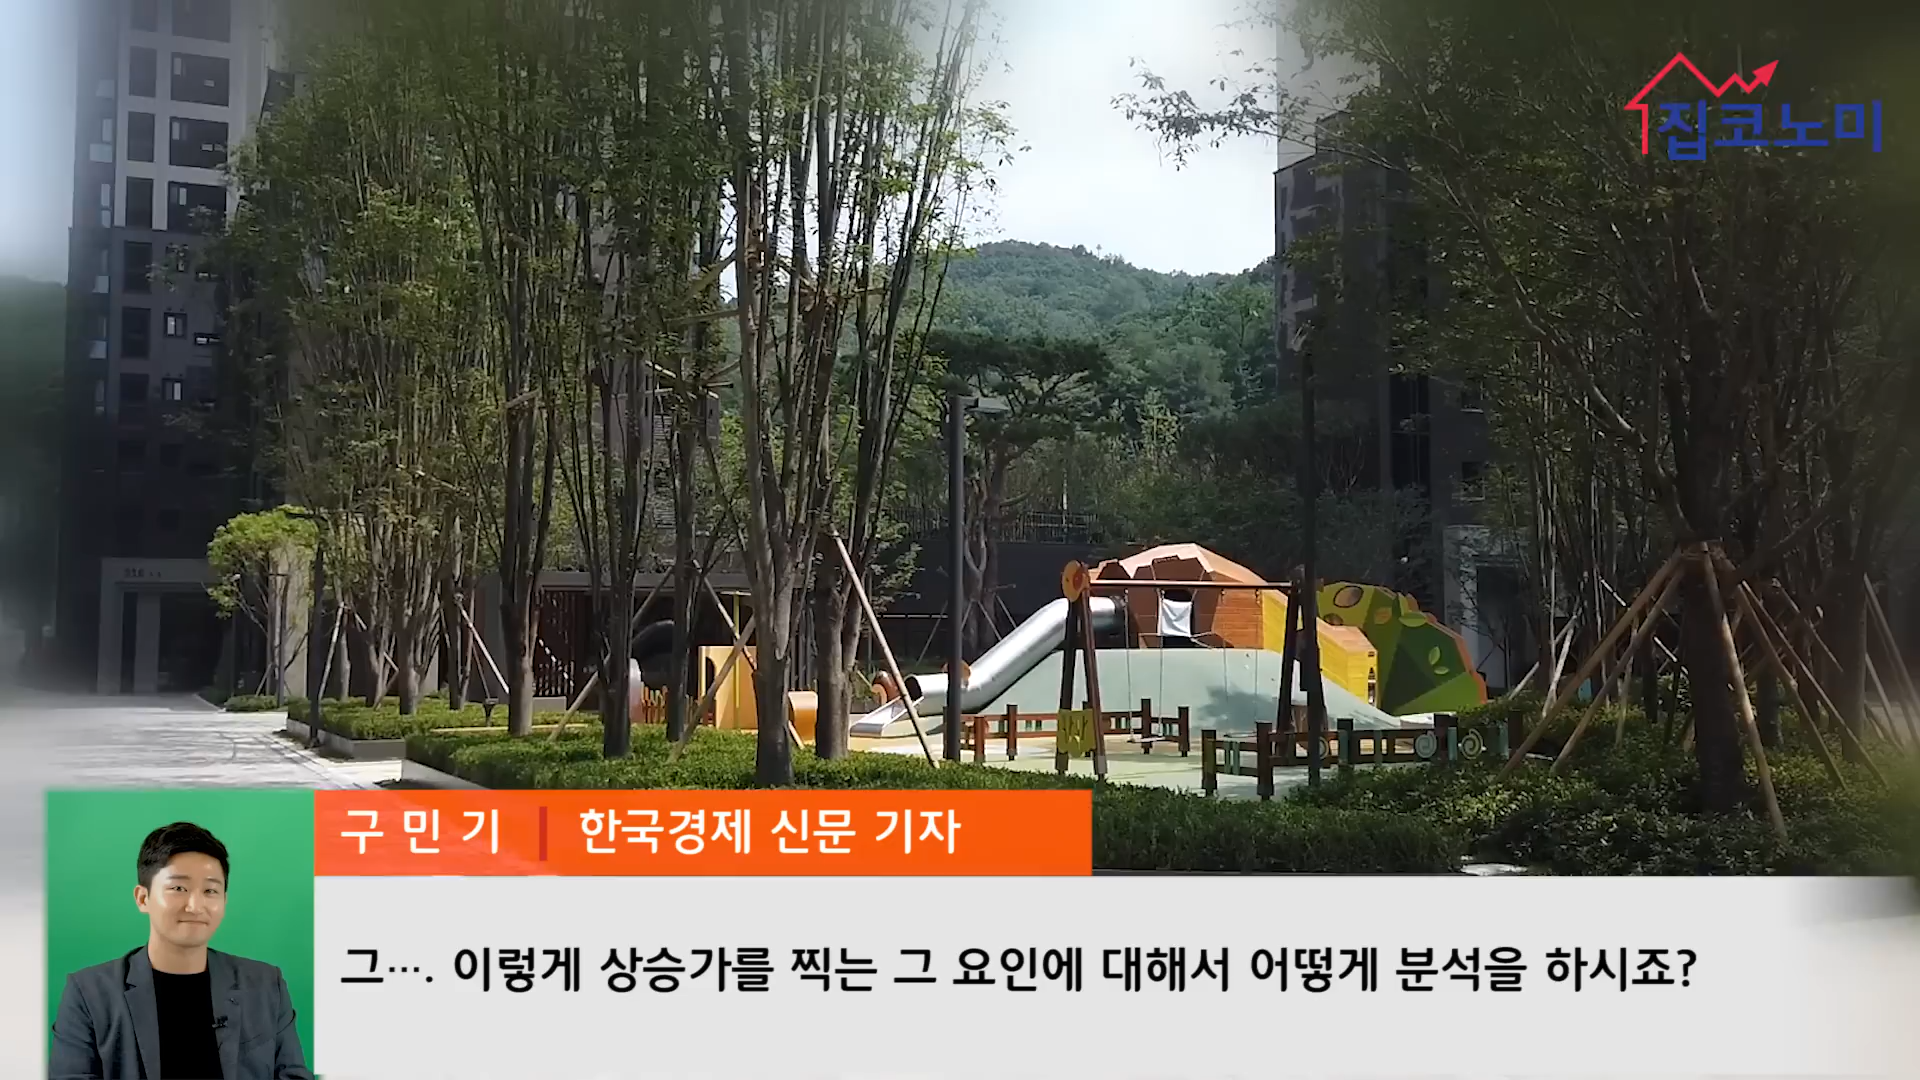 집코노미
구민기 | 한국경제 신문 기자
그…. 이렇게 상승가를 찍는 그 요인에 대해서 어떻게 분석을 하시죠?